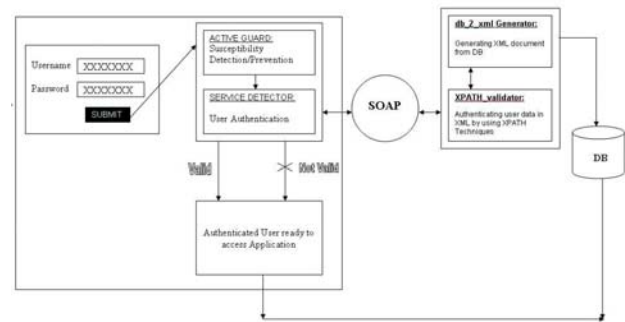 Username XXXXXXX
Password XXXXXXX
SUBMIT
ACTIVE GUARD:
Susceptibility
Detection/Prevention
SERVICE DETECTOR:
User Authentication
Valid
Not Valid
Authenticated User ready to
access Application
SOAP
db_2_xml Generator:
Generating XML document
from DB
XPATH_validator:
Authenticating user data in
XML by using XPATH
Techniques
DB